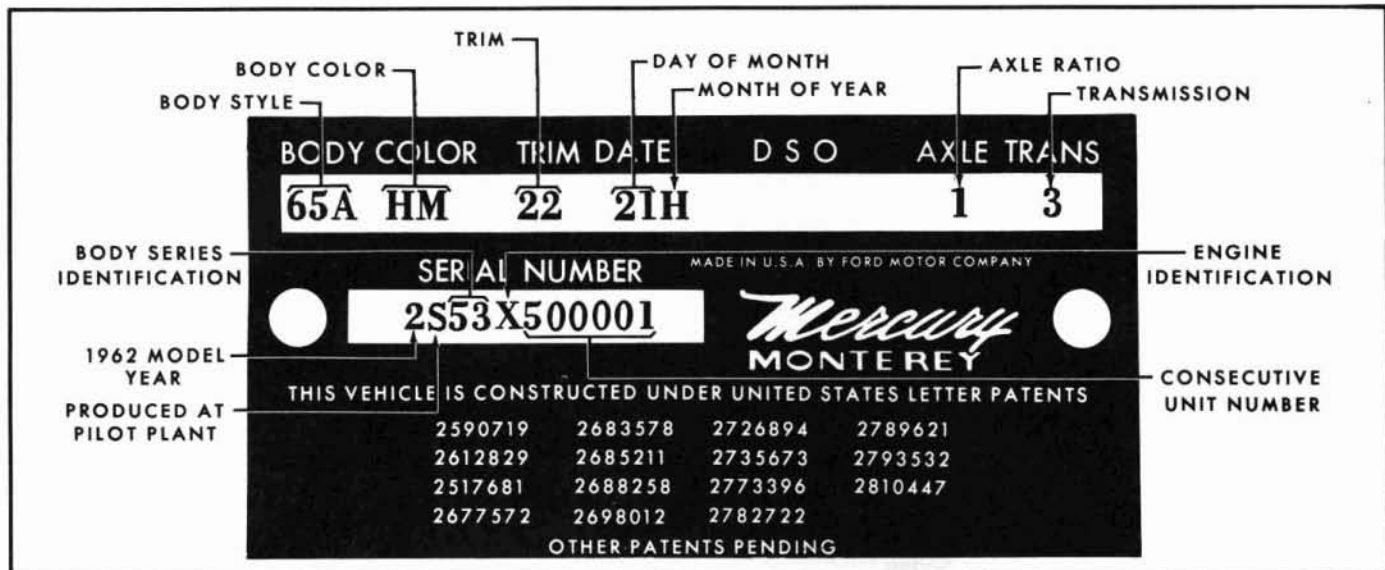 TRIM
BODY COLOR
DAY OF MONTH
AXLE RATIO
BODY STYLE
MONTH OF YEAR
TRANSMISSION
BODY COLOR TRIM DATE D S O AXLE TRANS
65A HM 22 21H 1 3
BODY SERIES IDENTIFICATION
SERIAL NUMBER
MADE IN U.S.A. BY FORD MOTOR COMPANY
ENGINE IDENTIFICATION
2S53X500001
Mercury
MONTEREY
1962 MODEL YEAR
PRODUCED AT PILOT PLANT
CONSECUTIVE UNIT NUMBER
THIS VEHICLE IS CONSTRUCTED UNDER UNITED STATES LETTER PATENTS
2590719 2683578 2726894 2789621
2612829 2685211 2735673 2793532
2517681 2688258 2773396 2810447
2677572 2698012 2782722
OTHER PATENTS PENDING